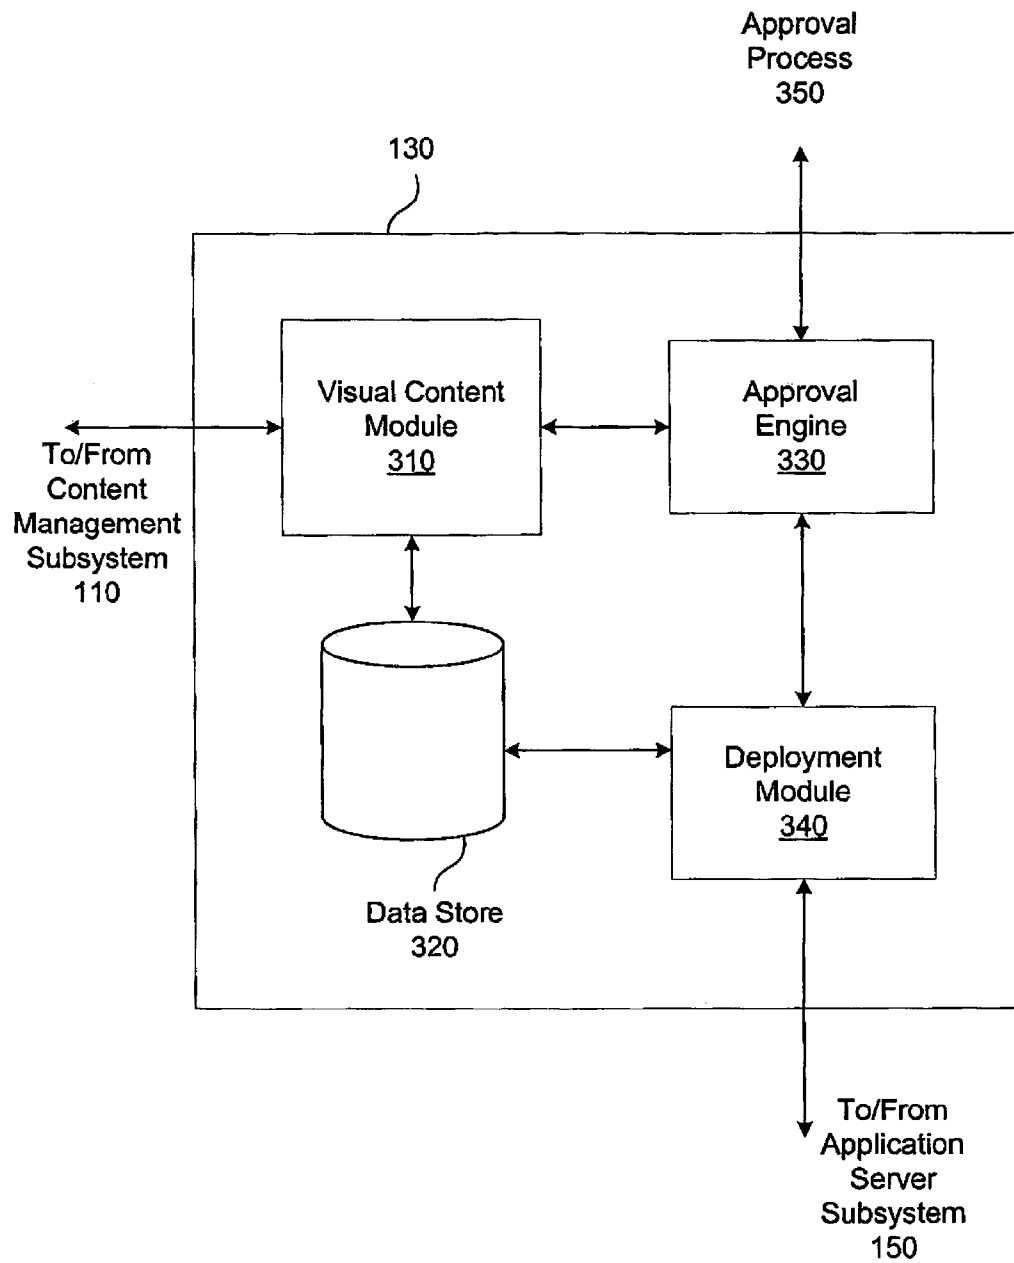 Approval
Process
350
130
Visual Content
Module
310
Approval
Engine
330
To/From
Content
Management
Subsystem
110
Deployment
Module
340
Data Store
320
To/From
Application
Server
Subsystem
150